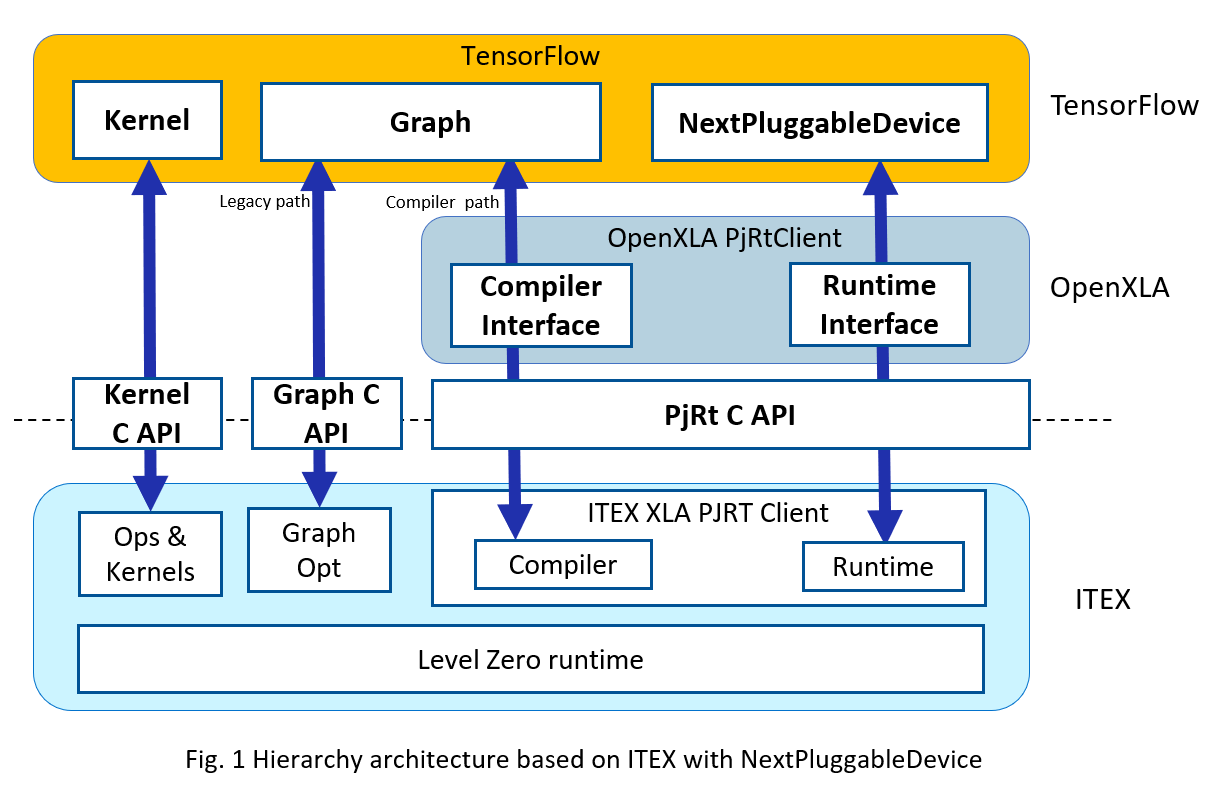 TensorFlow
Kernel
Graph
NextPluggableDevice
TensorFlow
Legacy path
Compiler path
OpenXLA PjRtClient
Compiler
Interface
Runtime
Interface
OpenXLA
Kernel
C API
Graph C
API
PjRt C API
Ops &
Kernels
Graph
Opt
ITEX XLA PJRT Client
Compiler
Runtime
ITEX
Level Zero runtime
Fig. 1 Hierarchy architecture based on ITEX with NextPluggableDevice